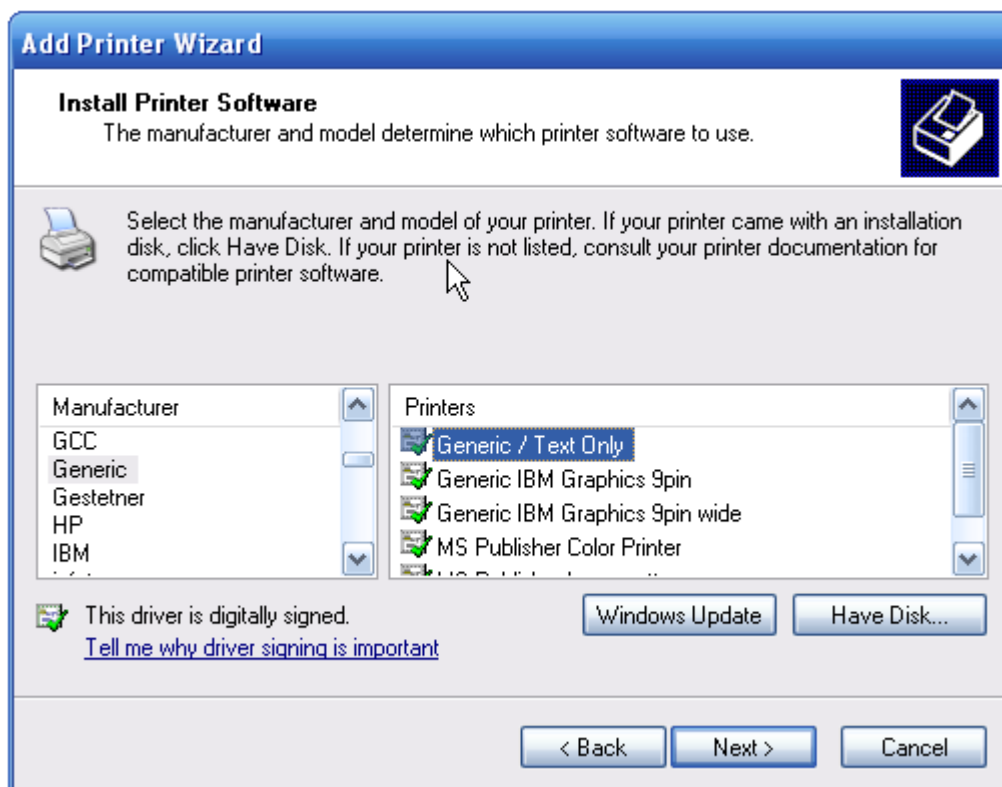 Add Printer Wizard
Install Printer Software
The manufacturer and model determine which printer software to use.
Select the manufacturer and model of your printer. If your printer came with an installation
disk, click Have Disk. If your printer is not listed, consult your printer documentation for
compatible printer software.
Manufacturer
GCC
Generic
Gestetner
HP
IBM
Printers
Generic / Text Only
Generic IBM Graphics 9pin
Generic IBM Graphics 9pin wide
MS Publisher Color Printer
This driver is digitally signed.
Tell me why driver signing is important
Windows Update
Have Disk...
< Back
Next >
Cancel